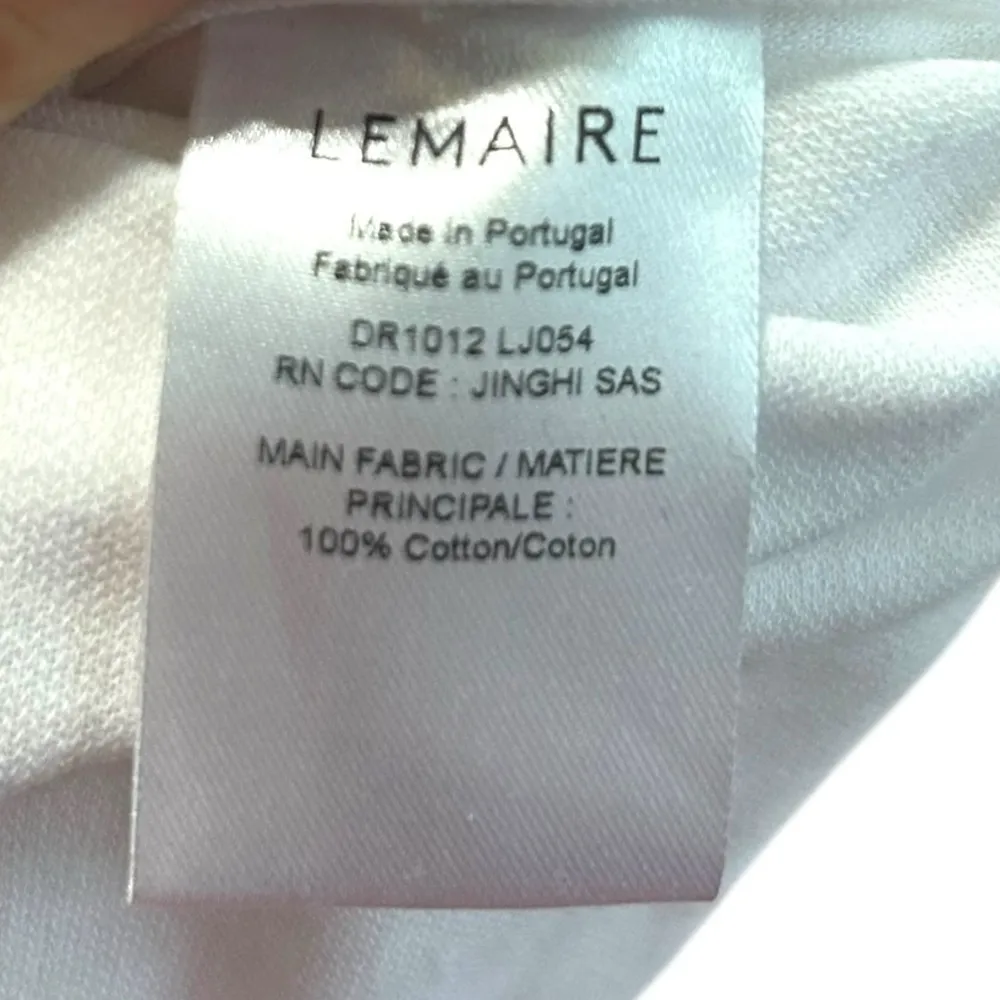 LEMAIRE
Made in Portugal
Fabriqué au Portugal
DR1012 LJ054
RN CODE : JINGHI SAS
MAIN FABRIC / MATIERE
PRINCIPALE :
100% Cotton/Coton